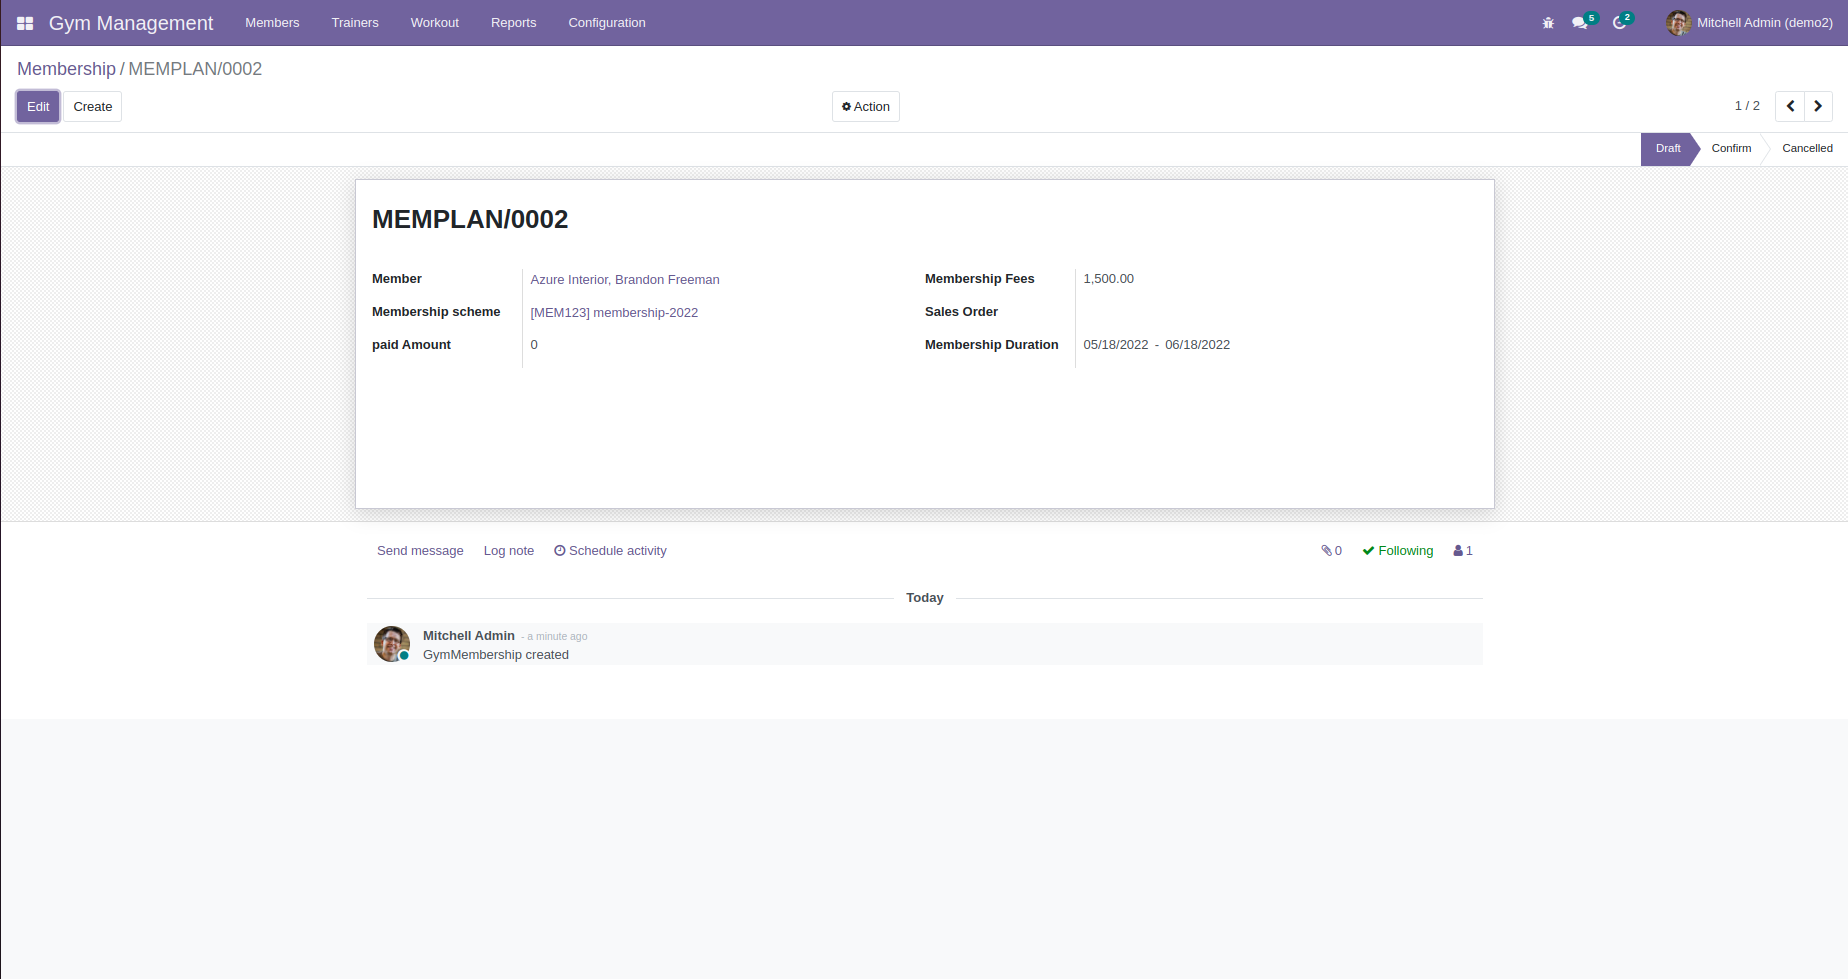 Gym Management Members Trainers Workout Reports Configuration 5 2 Mitchell Admin (demo2)
Membership / MEMPLAN/0002
Edit Create Action 1 / 2
Draft Confirm Cancelled
MEMPLAN/0002
Member Azure Interior, Brandon Freeman Membership Fees 1,500.00
Membership scheme [MEM123] membership-2022 Sales Order
paid Amount 0 Membership Duration 05/18/2022 - 06/18/2022
Send message Log note Schedule activity 0 Following 1
Today
Mitchell Admin - a minute ago
GymMembership created